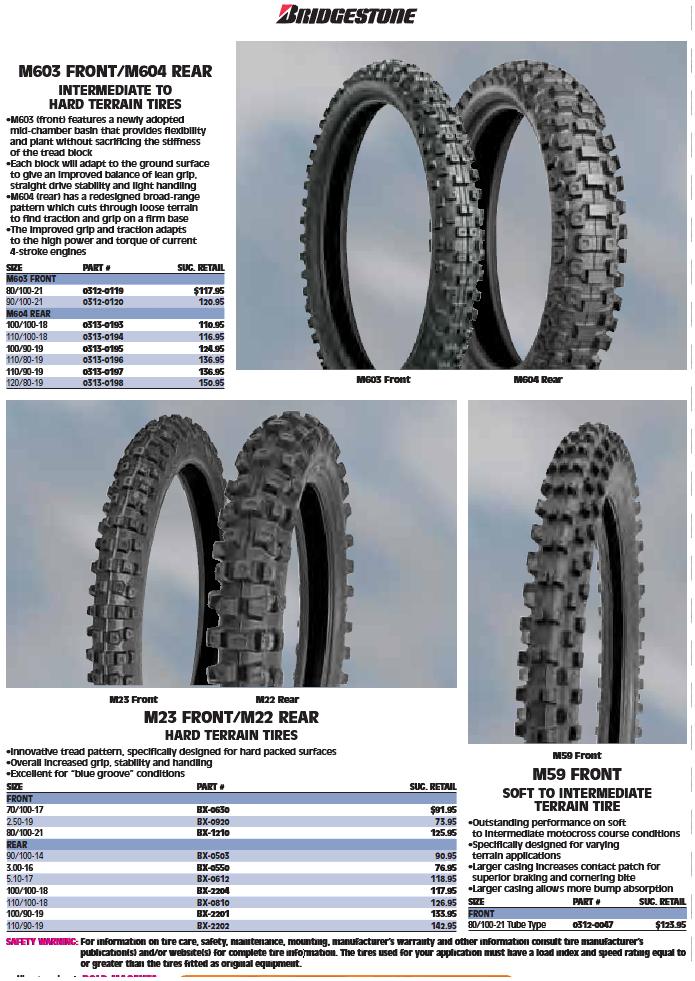 BRIDGESTONE
M603 FRONT/M604 REAR
INTERMEDIATE TO
HARD TERRAIN TIRES
•M603 (front) features a newly adopted
mid-chamber basin that provides flexibility
and plant without sacrificing the stiffness
of the tread block
•Each block will adapt to the ground surface
to give an improved balance of lean grip,
straight drive stability and light handling
•M604 (rear) has a redesigned broad-range
pattern which cuts through loose terrain
to find traction and grip on a firm base
•The improved grip and traction adapts
to the high power and torque of current
4-stroke engines
SIZE PART # SUG. RETAIL
M603 FRONT
80/100-21 0312-0119 $117.95
90/100-21 0312-0120 120.95
M604 REAR
100/100-18 0313-0193 110.95
110/100-18 0313-0194 116.95
100/90-19 0313-0195 124.95
110/80-19 0313-0196 136.95
110/90-19 0313-0197 136.95
120/80-19 0313-0198 150.95
M603 Front M604 Rear
M23 Front M22 Rear
M23 FRONT/M22 REAR
HARD TERRAIN TIRES
•Innovative tread pattern, specifically designed for hard packed surfaces
•Overall increased grip, stability and handling
•Excellent for "blue groove" conditions
SIZE PART # SUG. RETAIL
FRONT
70/100-17 BX-0630 $91.95
2.50-19 BX-0920 73.95
80/100-21 BX-1210 125.95
REAR
90/100-14 BX-0503 90.95
3.00-16 BX-0550 76.95
5.10-17 BX-0612 118.95
100/100-18 BX-2204 117.95
110/100-18 BX-0810 126.95
100/90-19 BX-2201 133.95
110/90-19 BX-2202 142.95
M59 Front
M59 FRONT
SOFT TO INTERMEDIATE
TERRAIN TIRE
•Outstanding performance on soft
to intermediate motocross course conditions
•Specifically designed for varying
terrain applications
•Larger casing increases contact patch for
superior braking and cornering bite
•Larger casing allows more bump absorption
SIZE PART # SUG. RETAIL
FRONT
80/100-21 Tube Type 0312-0047 $123.95
SAFETY WARNING: For information on tire care, safety, maintenance, mounting, manufacturer's warranty and other information consult tire manufacturer's
publication(s) and/or website(s) for complete tire information. The tires used for your application must have a load index and speed rating equal to
or greater than the tires fitted as original equipment.